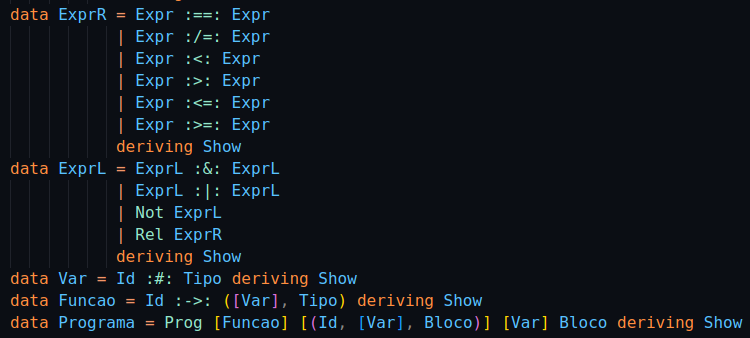 data ExprR = Expr :==: Expr
| Expr :/=: Expr
| Expr :<: Expr
| Expr :>: Expr
| Expr :<=: Expr
| Expr :>=: Expr
deriving Show
data ExprL = ExprL :&: ExprL
| ExprL :|: ExprL
| Not ExprL
| Rel ExprR
deriving Show
data Var = Id :#: Tipo deriving Show
data Funcao = Id :->: ([Var], Tipo) deriving Show
data Programa = Prog [Funcao] [(Id, [Var], Bloco)] [Var] Bloco deriving Show